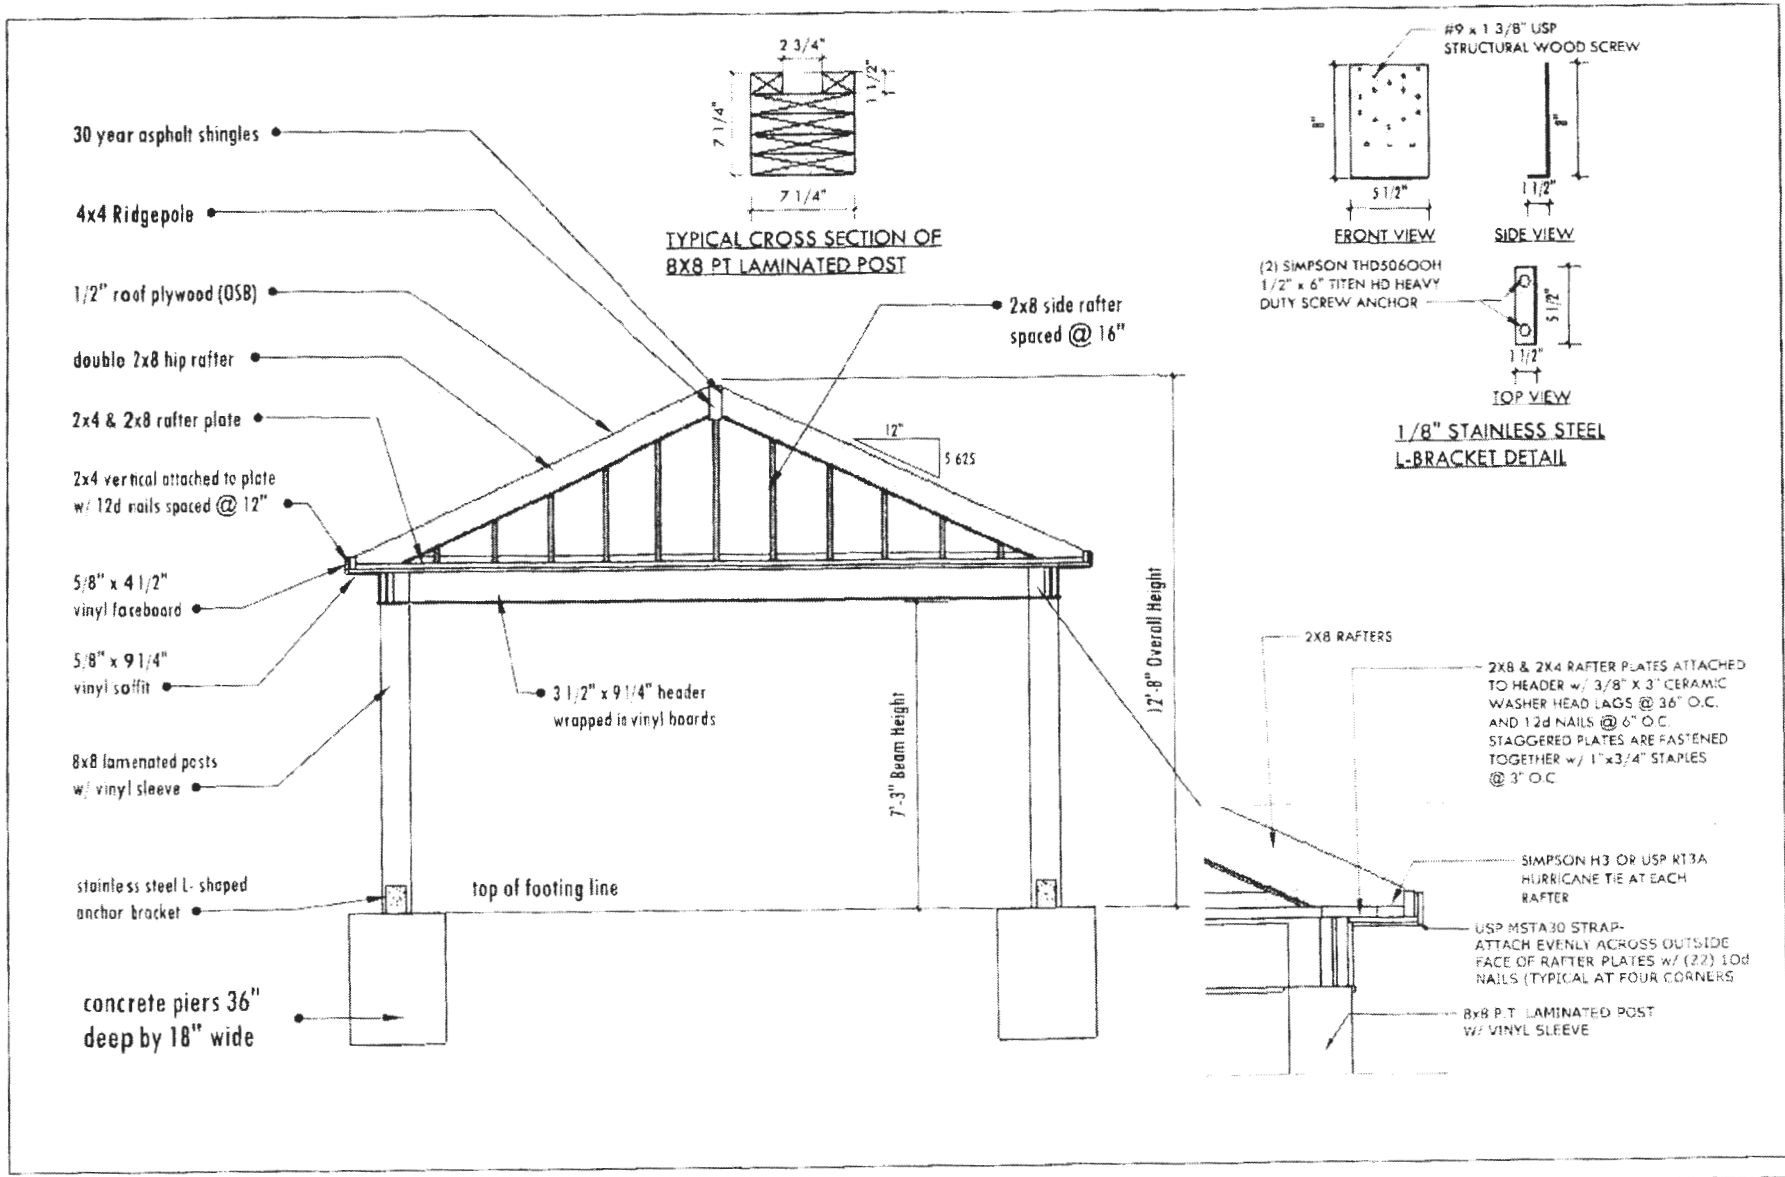 30 year asphalt shingles
4x4 Ridgepole
1/2" roof plywood (OSB)
double 2x8 hip rafter
2x4 & 2x8 rafter plate
2x4 vertical attached to plate
w/ 12d nails spaced @ 12"
5/8" x 4 1/2"
vinyl faceboard
5/8" x 9 1/4"
vinyl soffit
8x8 lamenated posts
w/ vinyl sleeve
stainless steel L- shaped
anchor bracket
concrete piers 36"
deep by 18" wide
2 3/4"
1 1/2"
7 1/4"
7 1/4"
TYPICAL CROSS SECTION OF
8X8 PT LAMINATED POST
2x8 side rafter
spaced @ 16"
12"
5 625
3 1/2" x 9 1/4" header
wrapped in vinyl boards
7'-3" Beam Height
12'-8" Overall Height
top of footing line
#9 x 1 3/8" USP
STRUCTURAL WOOD SCREW
8"
8"
5 1/2"
1 1/2"
FRONT VIEW
SIDE VIEW
(2) SIMPSON THD50600H
1/2" x 6" TITEN HD HEAVY
DUTY SCREW ANCHOR
5 1/2"
1 1/2"
TOP VIEW
1/8" STAINLESS STEEL
L-BRACKET DETAIL
2X8 RAFTERS
2X8 & 2X4 RAFTER PLATES ATTACHED
TO HEADER w/ 3/8" X 3" CERAMIC
WASHER HEAD LAGS @ 36" O.C.
AND 12d NAILS @ 6" O.C.
STAGGERED PLATES ARE FASTENED
TOGETHER w/ 1"x3/4" STAPLES
@ 3" O.C
SIMPSON H3 OR USP RT3A
HURRICANE TIE AT EACH
RAFTER
USP MSTA30 STRAP-
ATTACH EVENLY ACROSS OUTSIDE
FACE OF RAFTER PLATES w/ (22) 10d
NAILS (TYPICAL AT FOUR CORNERS
8x8 P.T. LAMINATED POST
W/ VINYL SLEEVE